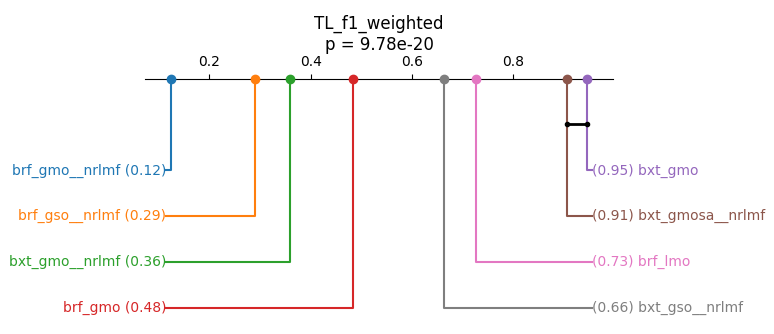 TL_f1_weighted
p = 9.78e-20
0.2 0.4 0.6 0.8
brf_gmo__nrlmf (0.12) (0.95) bxt_gmo
brf_gso__nrlmf (0.29) (0.91) bxt_gmosa__nrlmf
bxt_gmo__nrlmf (0.36) (0.73) brf_lmo
brf_gmo (0.48) (0.66) bxt_gso__nrlmf